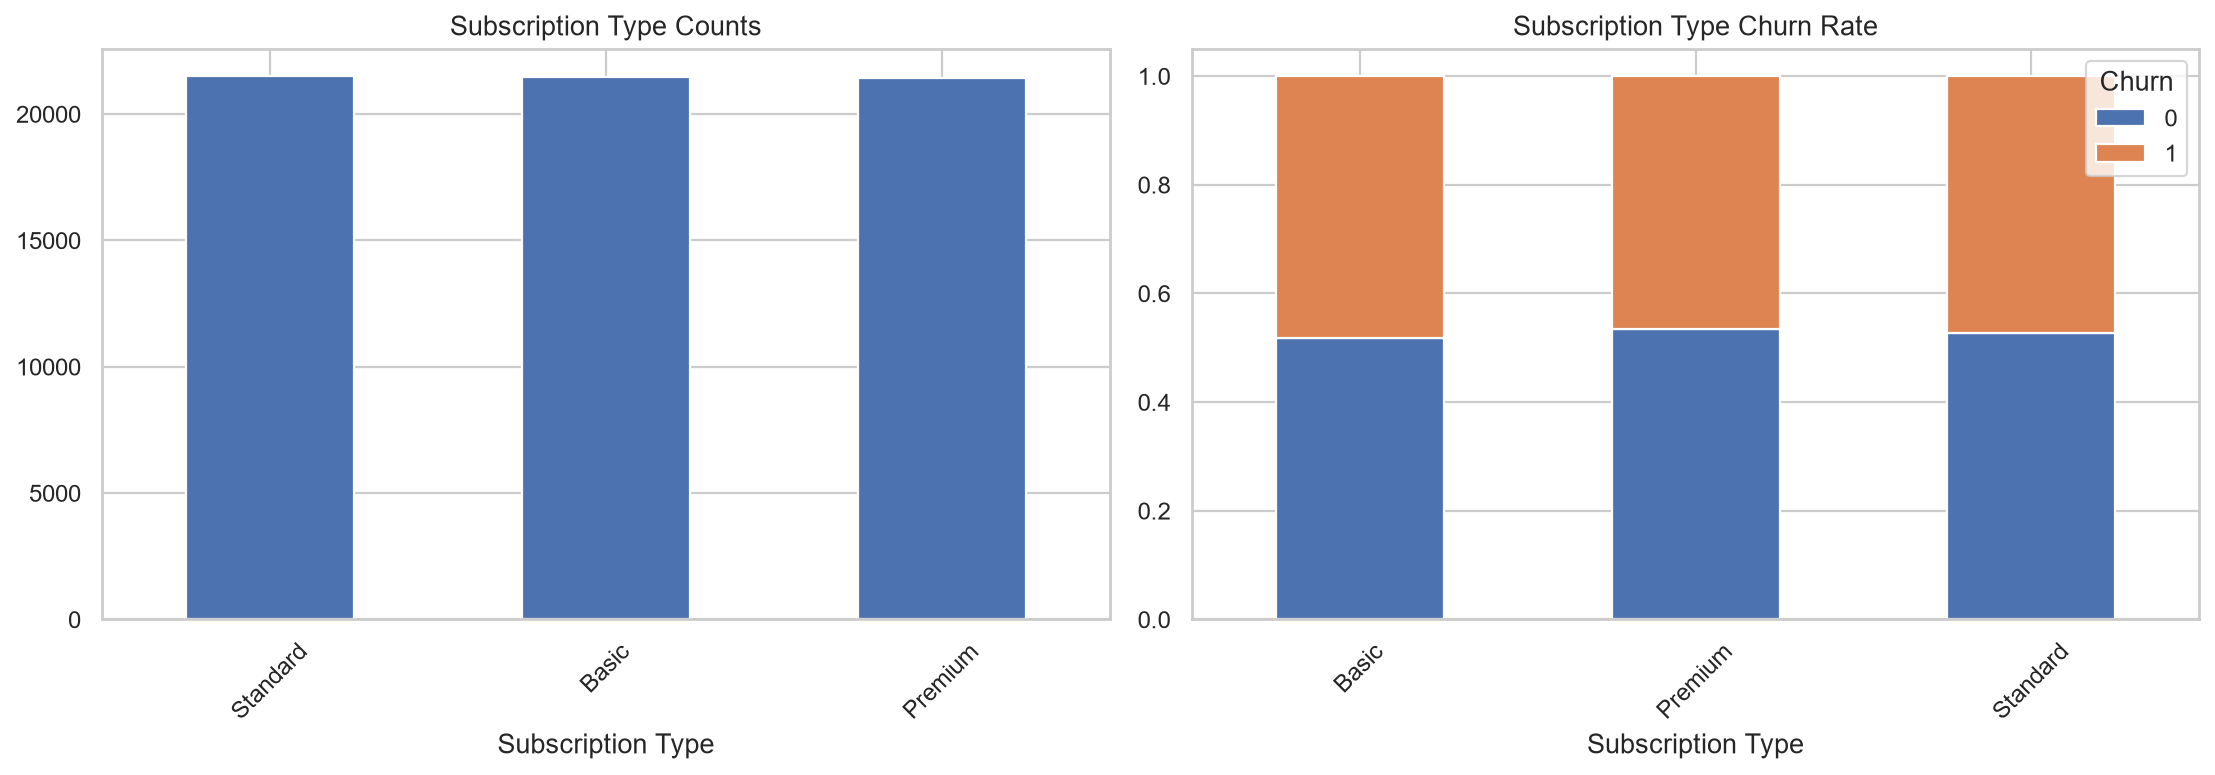 Subscription Type Counts
20000
15000
10000
5000
0
Standard
Basic
Premium
Subscription Type
Subscription Type Churn Rate
1.0
0.8
0.6
0.4
0.2
0.0
Churn
0
1
Basic
Premium
Standard
Subscription Type